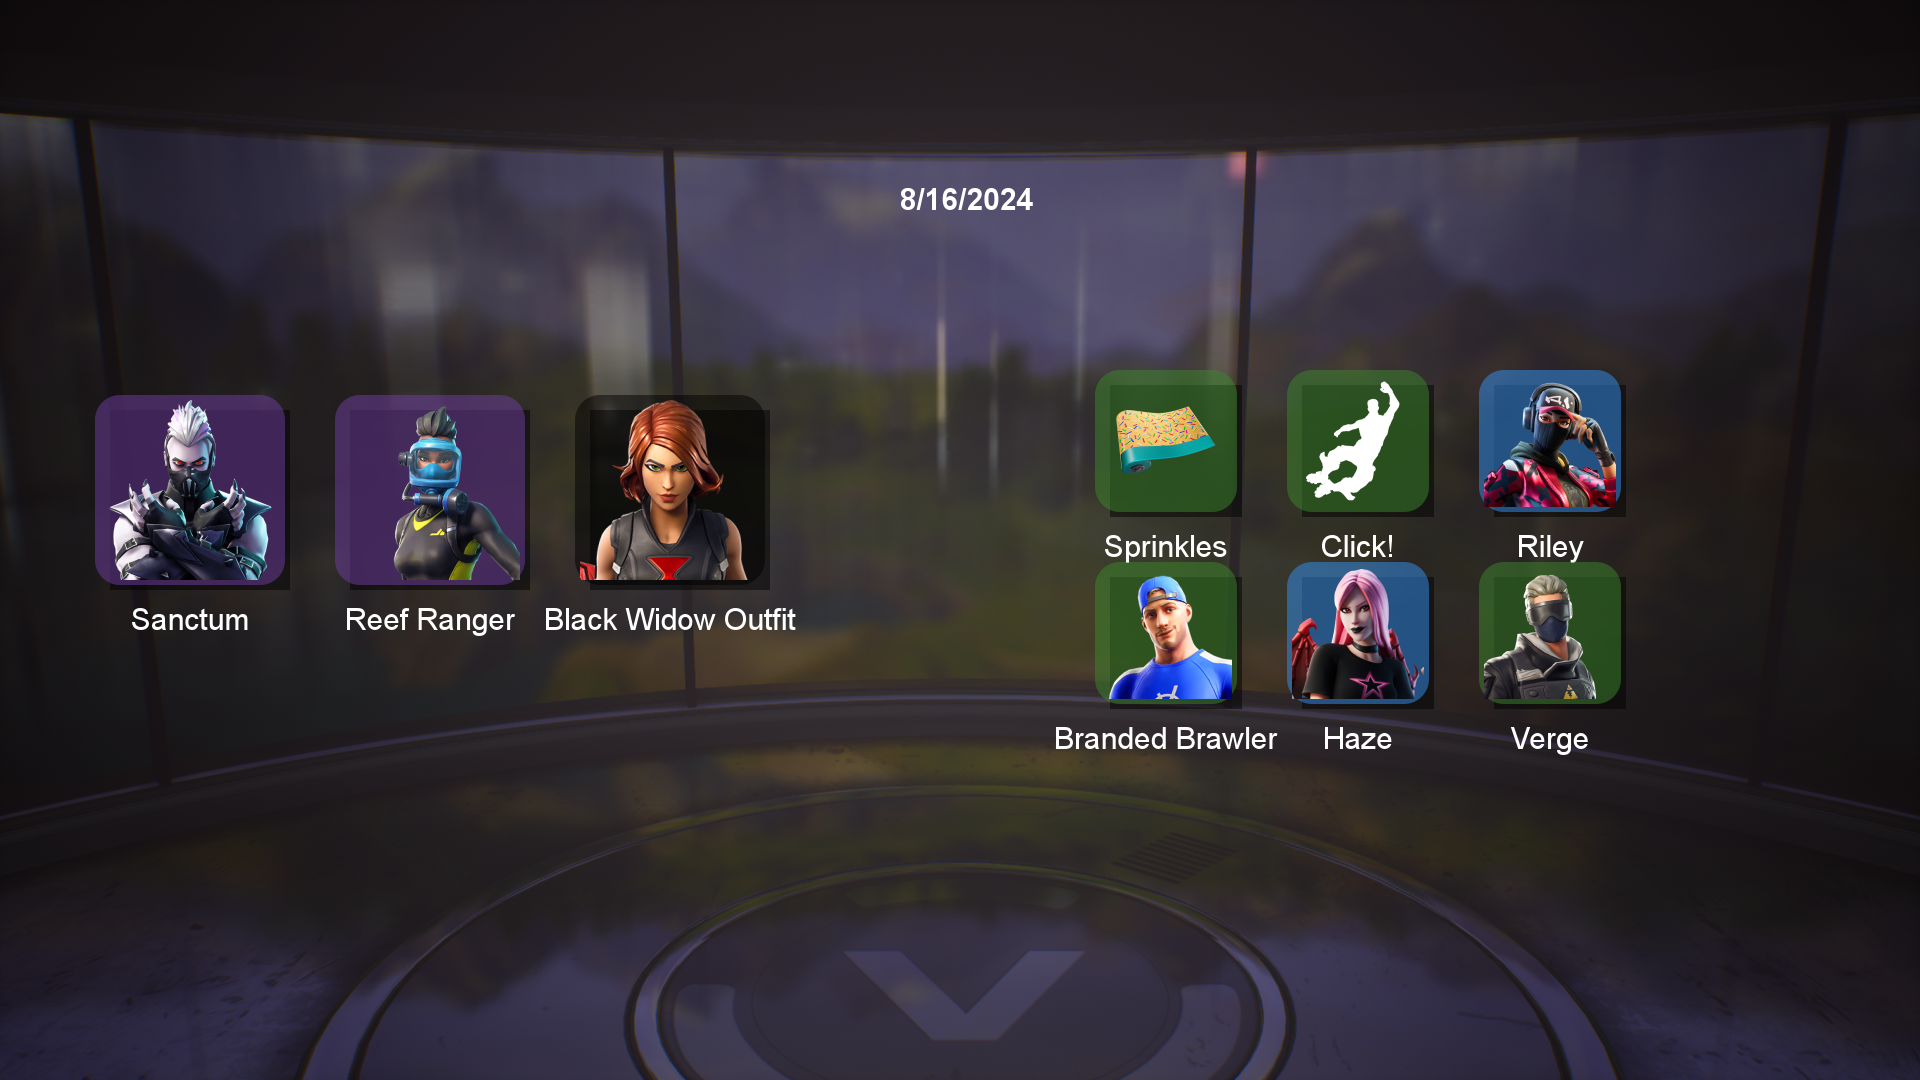 8/16/2024
Sanctum
Reef Ranger
Black Widow Outfit
Sprinkles
Click!
Riley
Branded Brawler
Haze
Verge